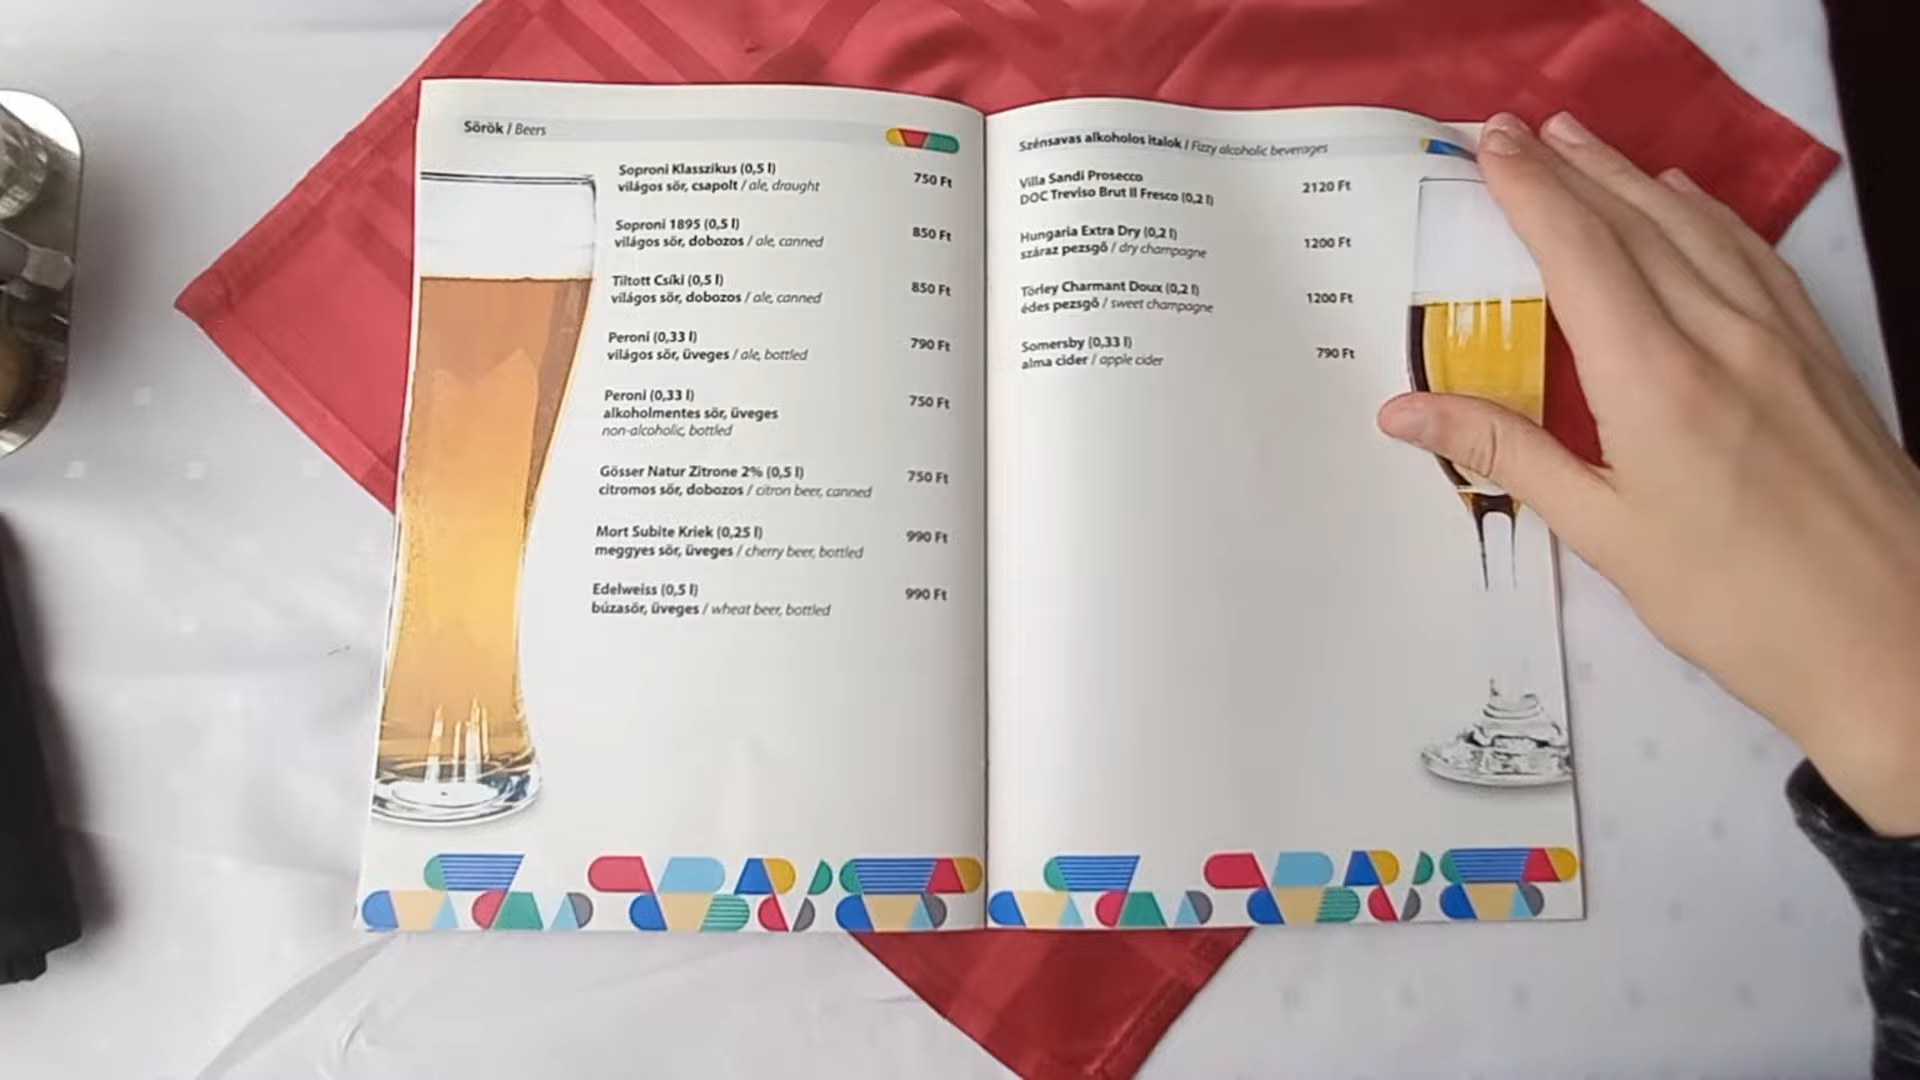 Sörök / Beers
Soproni Klasszikus (0,5 l)
világos sör, csapolt / ale, draught
750 Ft
Soproni 1895 (0,5 l)
világos sör, dobozos / ale, canned
850 Ft
Tiltott Csíki (0,5 l)
világos sör, dobozos / ale, canned
850 Ft
Peroni (0,33 l)
világos sör, üveges / ale, bottled
790 Ft
Peroni (0,33 l)
alkoholmentes sör, üveges
non-alcoholic, bottled
750 Ft
Gösser Natur Zitrone 2% (0,5 l)
citromos sör, dobozos / citron beer, canned
750 Ft
Mort Subite Kriek (0,25 l)
meggyes sör, üveges / cherry beer, bottled
990 Ft
Edelweiss (0,5 l)
búzasör, üveges / wheat beer, bottled
990 Ft
Szénsavas alkoholos italok / Fizzy alcoholic beverages
Villa Sandi Prosecco
DOC Treviso Brut Il Fresco (0,2 l)
2120 Ft
Hungaria Extra Dry (0,2 l)
száraz pezsgő / dry champagne
1200 Ft
Törley Charmant Doux (0,2 l)
édes pezsgő / sweet champagne
1200 Ft
Somersby (0,33 l)
alma cider / apple cider
790 Ft